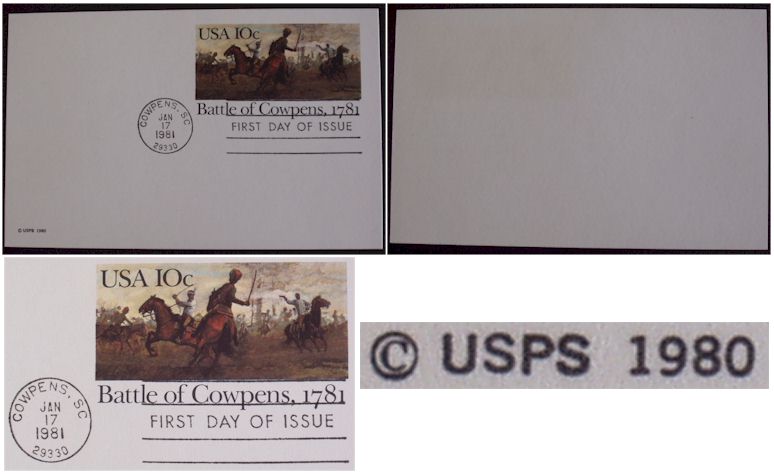 USA 10c
Battle of Cowpens, 1781
FIRST DAY OF ISSUE
COWPENS, SC
JAN
17
1981
29330
© USPS 1980
USA 10c
Battle of Cowpens, 1781
FIRST DAY OF ISSUE
COWPENS, SC
JAN
17
1981
29330
© USPS 1980